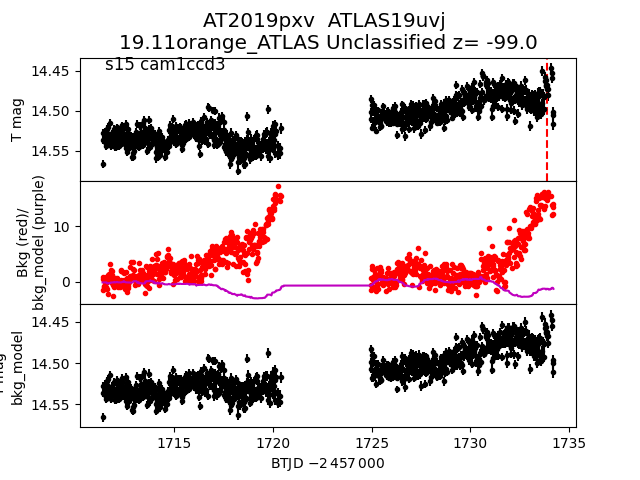 AT2019pxv ATLAS19uvj
19.11orange_ATLAS Unclassified z= -99.0
s15 cam1ccd3
T mag
14.45
14.50
14.55
Bkg (red)/
bkg_model (purple)
10
0
mag
bkg_model
14.45
14.50
14.55
1715 1720 1725 1730 1735
BTJD −2 457 000